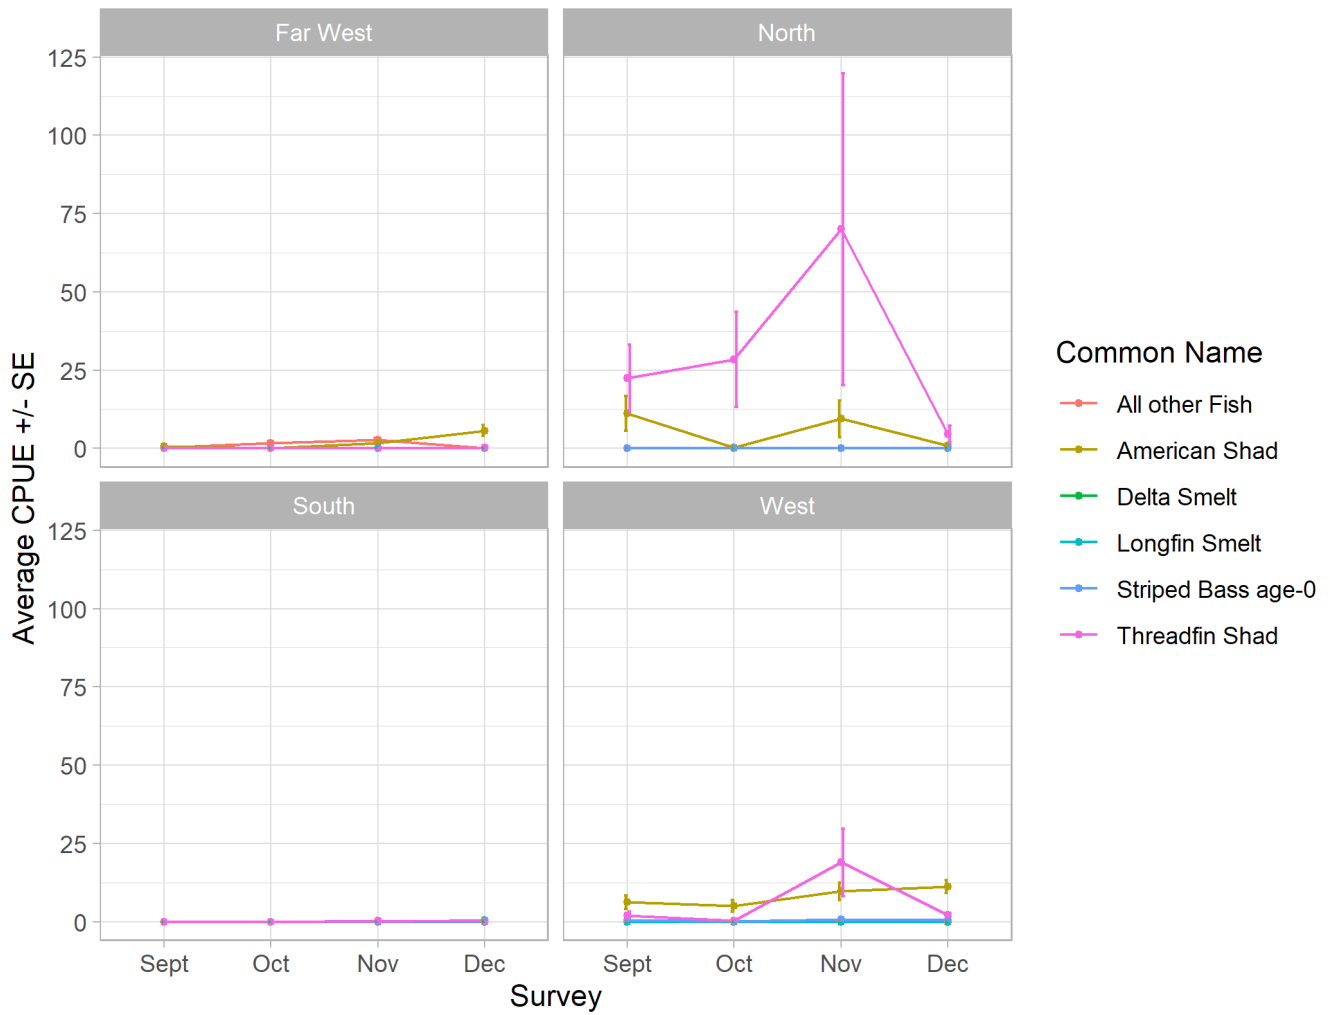 Far West
North
125
100
75
50
25
0
South
West
125
100
75
50
25
0
Sept Oct Nov Dec
Sept Oct Nov Dec
Survey
Average CPUE +/- SE
Common Name
All other Fish
American Shad
Delta Smelt
Longfin Smelt
Striped Bass age-0
Threadfin Shad